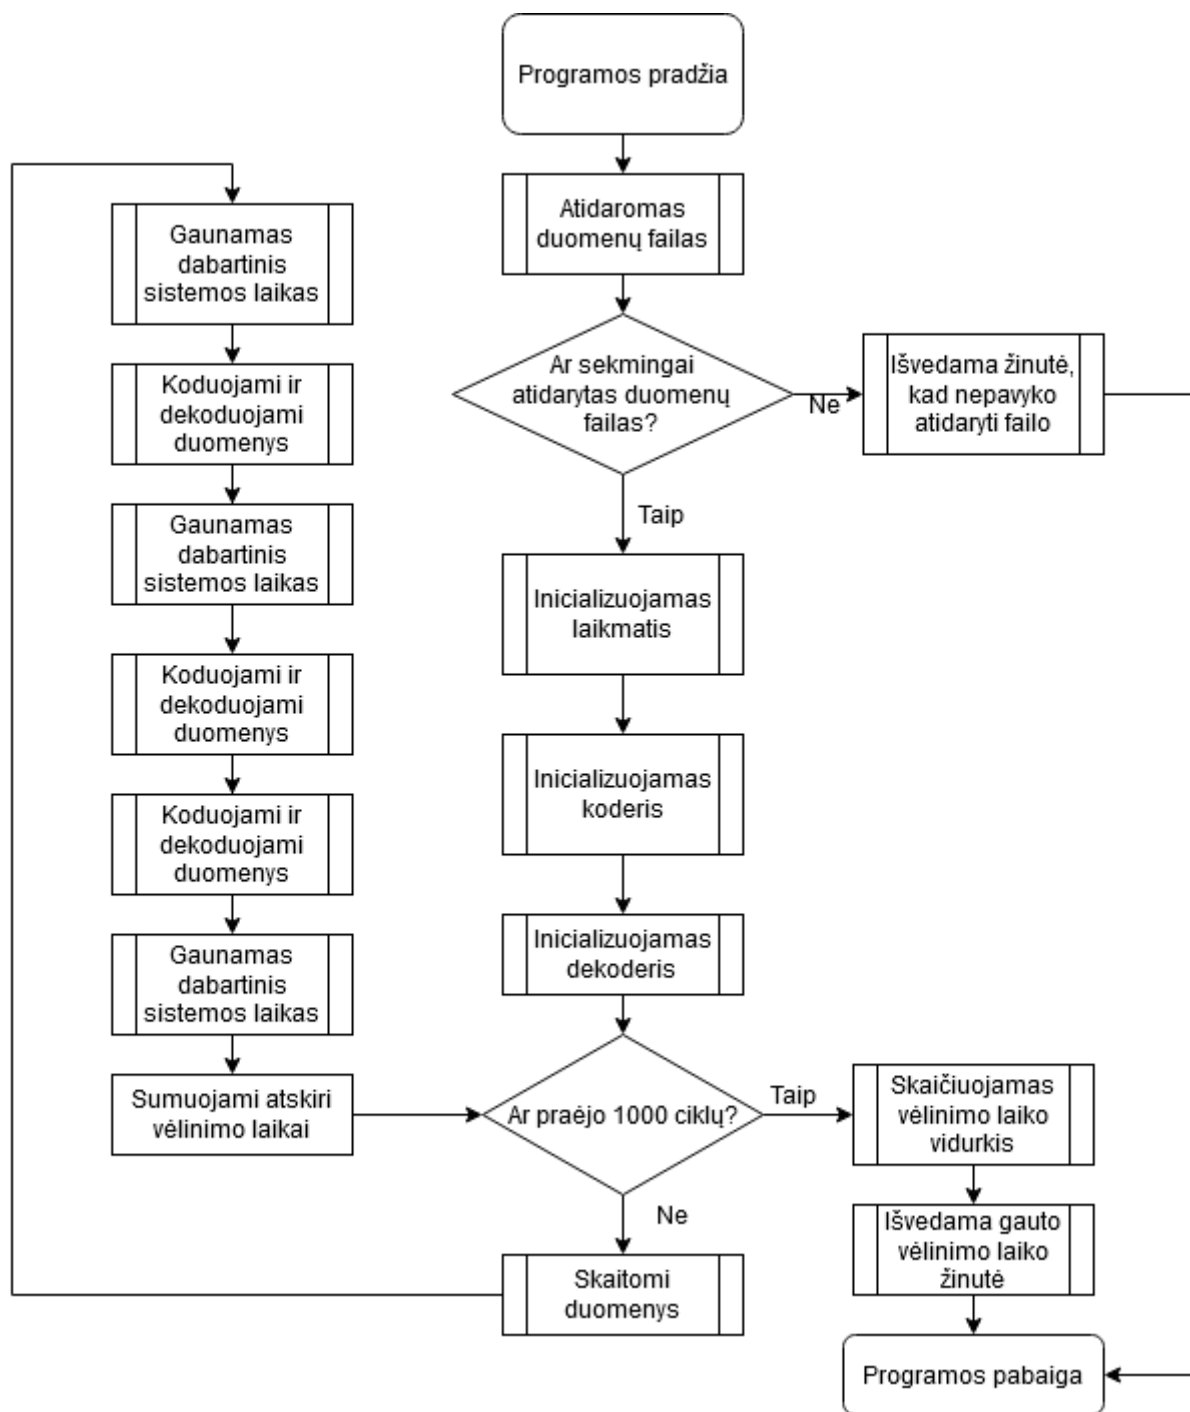 Programos pradžia
Atidaromas
duomenų failas
Ar sekmingai
atidarytas duomenų
failas?
Ne
Išvedama žinutė,
kad nepavyko
atidaryti failo
Taip
Inicializuojamas
laikmatis
Inicializuojamas
koderis
Inicializuojamas
dekoderis
Ar praėjo 1000 ciklų?
Taip
Skaičiuojamas
vėlinimo laiko
vidurkis
Išvedama gauto
vėlinimo laiko
žinutė
Programos pabaiga
Ne
Skaitomi
duomenys
Gaunamas
dabartinis
sistemos laikas
Koduojami ir
dekoduojami
duomenys
Gaunamas
dabartinis
sistemos laikas
Koduojami ir
dekoduojami
duomenys
Koduojami ir
dekoduojami
duomenys
Gaunamas
dabartinis
sistemos laikas
Sumuojami atskiri
vėlinimo laikai